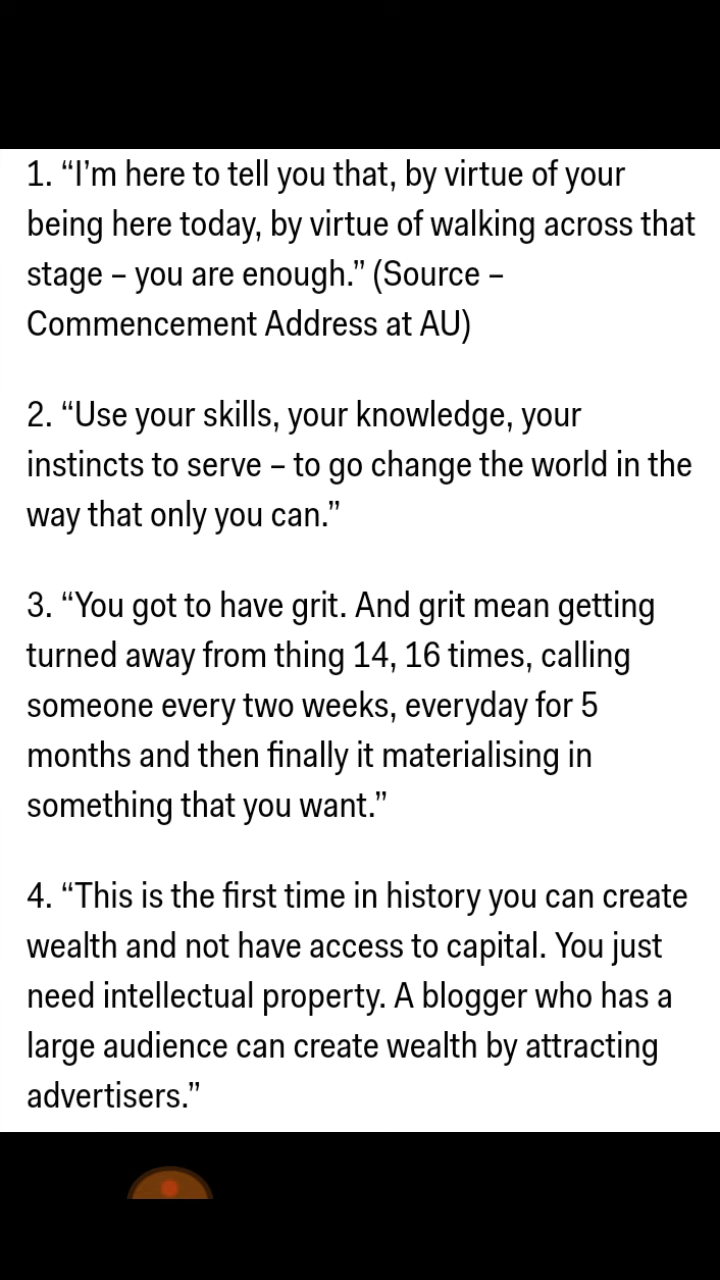 1. “I’m here to tell you that, by virtue of your
being here today, by virtue of walking across that
stage – you are enough.” (Source –
Commencement Address at AU)
2. “Use your skills, your knowledge, your
instincts to serve – to go change the world in the
way that only you can.”
3. “You got to have grit. And grit mean getting
turned away from thing 14, 16 times, calling
someone every two weeks, everyday for 5
months and then finally it materialising in
something that you want.”
4. “This is the first time in history you can create
wealth and not have access to capital. You just
need intellectual property. A blogger who has a
large audience can create wealth by attracting
advertisers.”